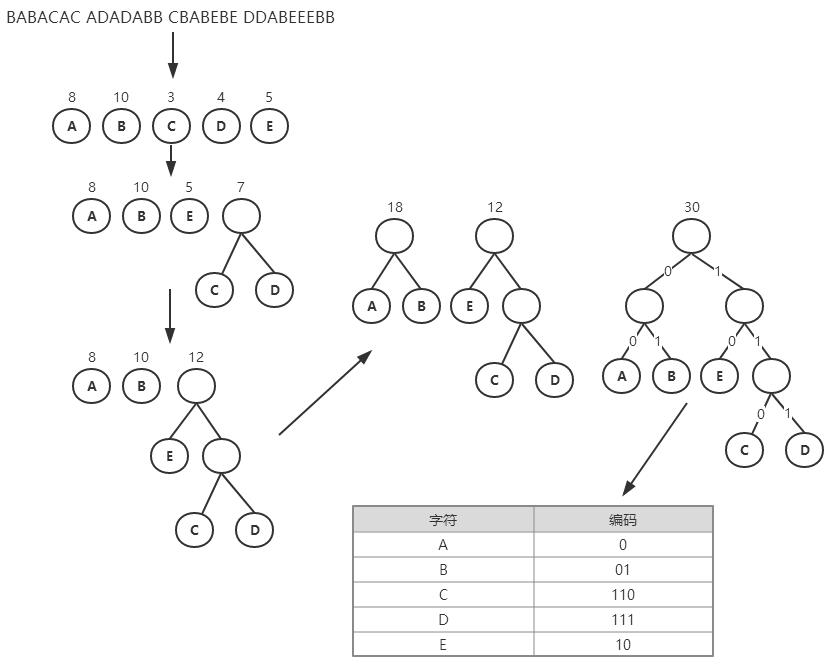 BABACAC ADADABB CBABEBE DDABEEEBB
8 10 3 4 5
A B C D E
8 10 5 7
A B E
C D
18 12
A B E
C D
30
0 1
0 1 0 1
A B E
0 1
C D
8 10 12
A B
E
C D
字符 编码
A 0
B 01
C 110
D 111
E 10